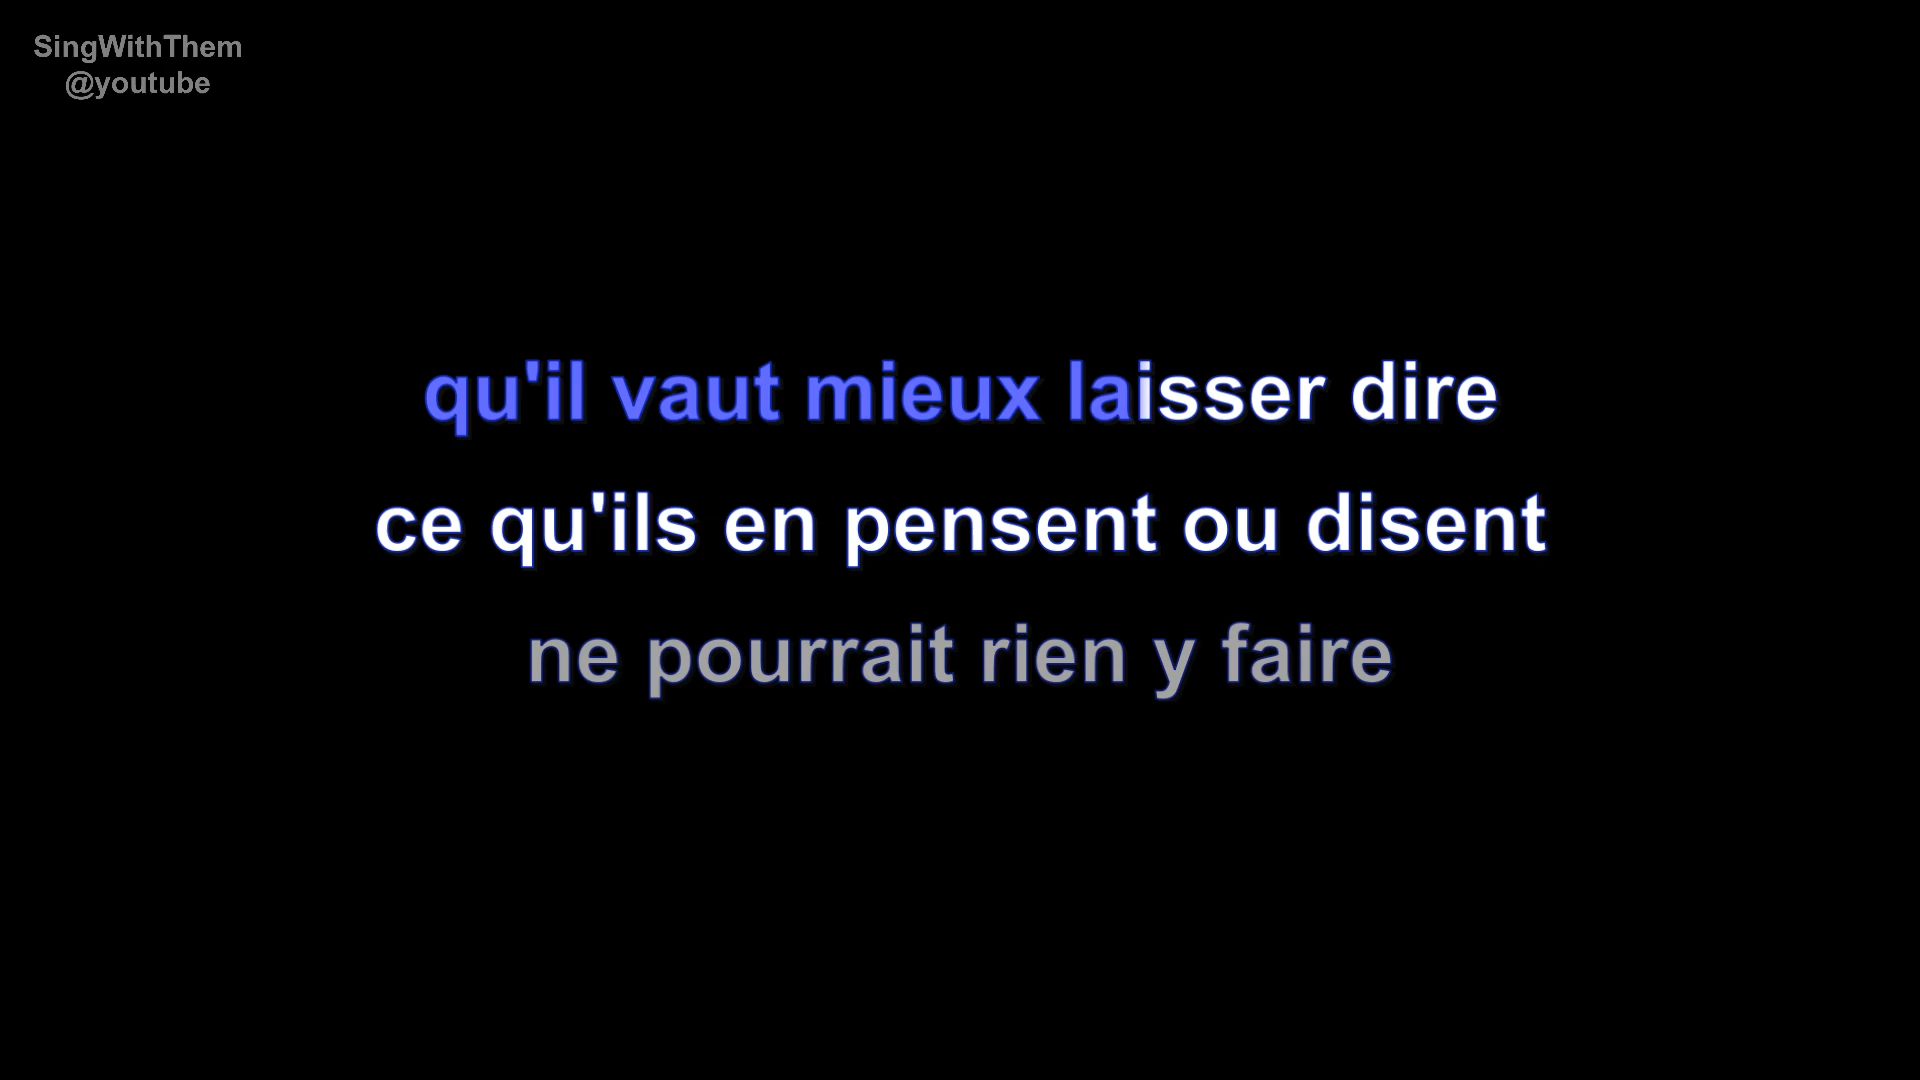 SingWithThem
@youtube
qu'il vaut mieux laisser dire
ce qu'ils en pensent ou disent
ne pourrait rien y faire